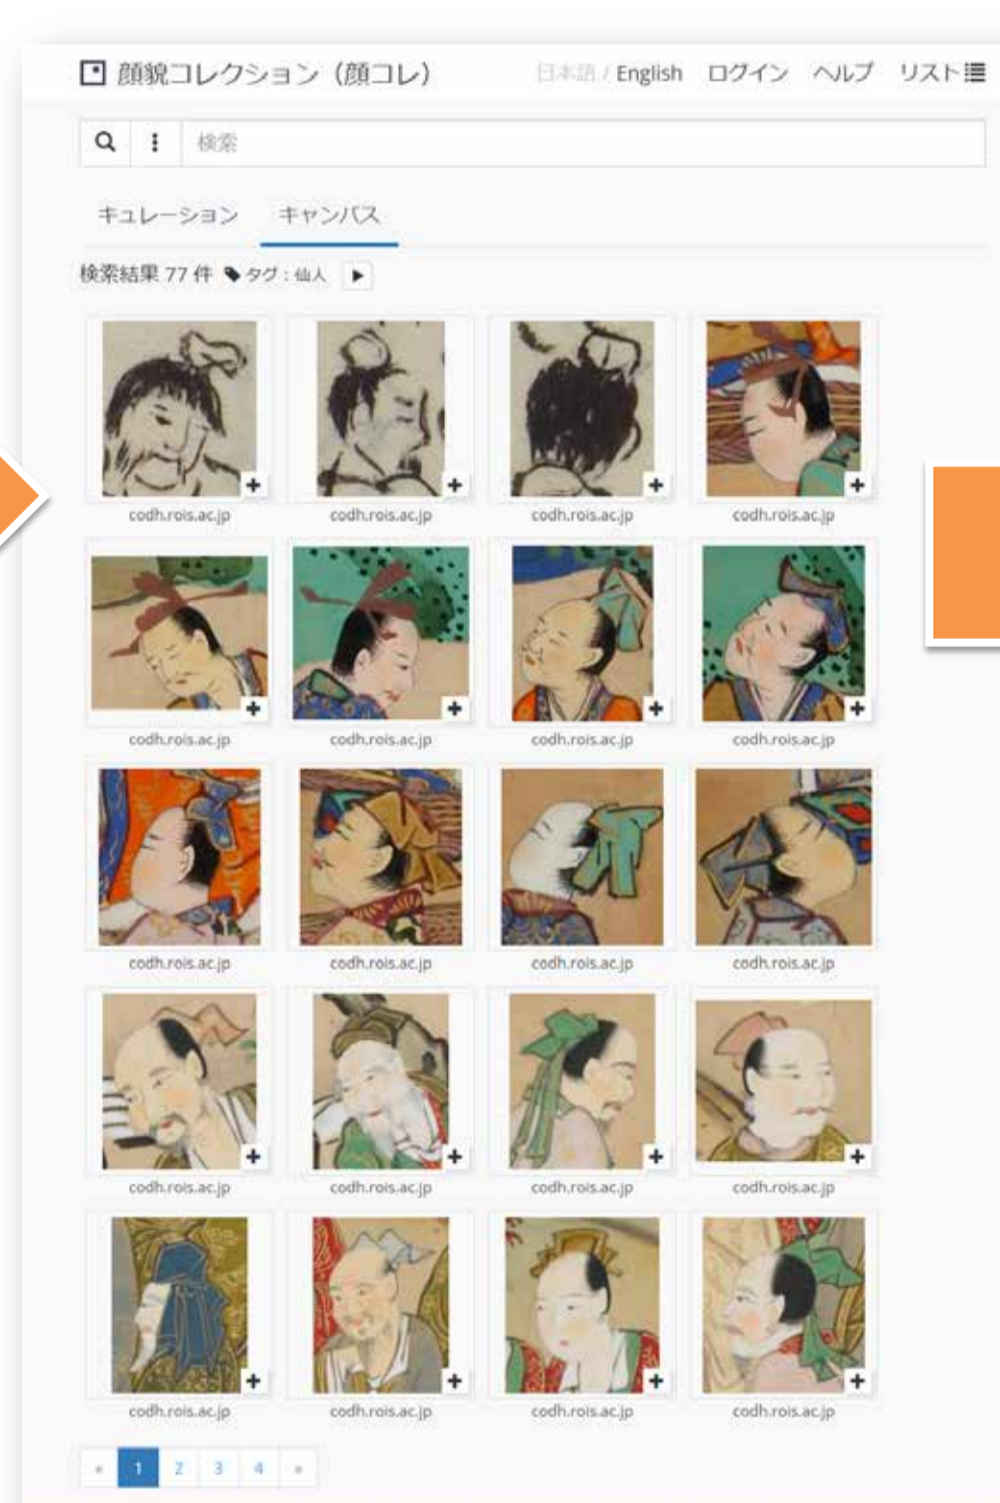 顔貌コレクション（顔コレ） 日本語 / English ログイン ヘルプ リスト
検索
キュレーション キャンバス
検索結果 77 件 タグ : 仙人
codh.rois.ac.jp codh.rois.ac.jp codh.rois.ac.jp codh.rois.ac.jp
codh.rois.ac.jp codh.rois.ac.jp codh.rois.ac.jp codh.rois.ac.jp
codh.rois.ac.jp codh.rois.ac.jp codh.rois.ac.jp codh.rois.ac.jp
codh.rois.ac.jp codh.rois.ac.jp codh.rois.ac.jp codh.rois.ac.jp
codh.rois.ac.jp codh.rois.ac.jp codh.rois.ac.jp codh.rois.ac.jp
« 1 2 3 4 »